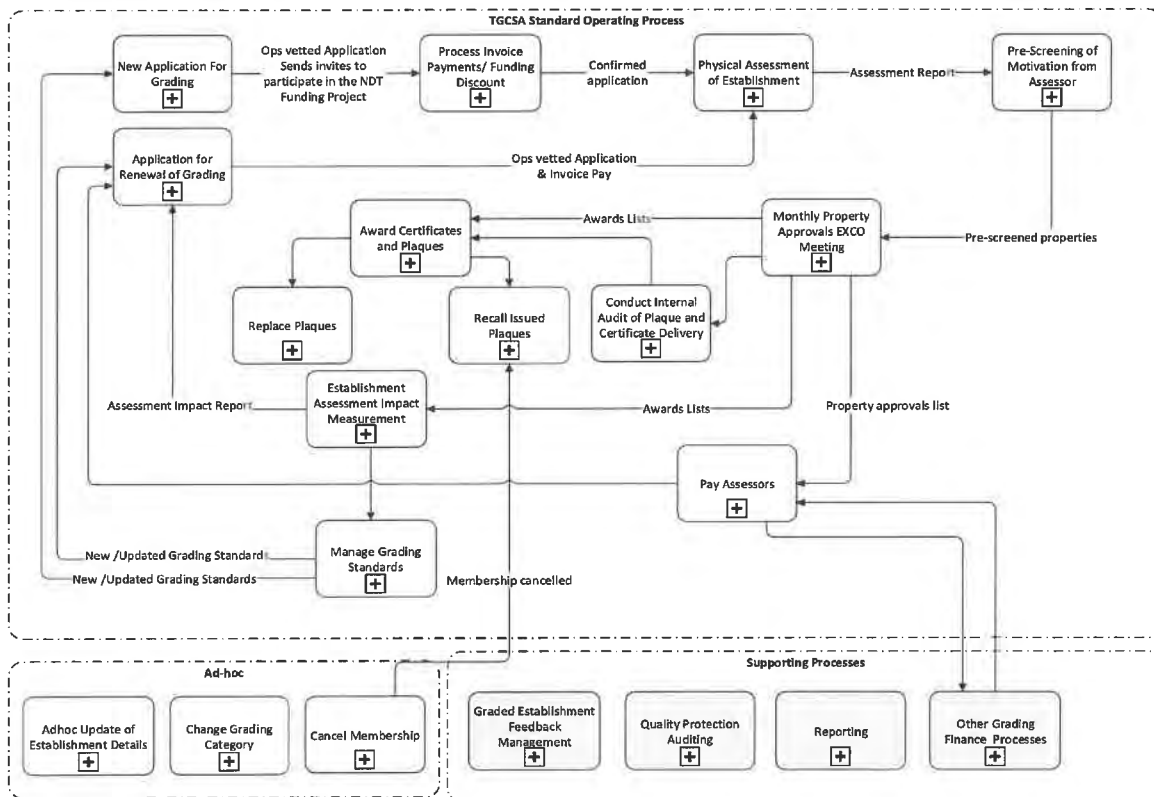 TGCSA Standard Operating Process
New Application For
Grading
Ops vetted Application
Sends invites to
participate in the NDT
Funding Project
Process Invoice
Payments/ Funding
Discount
Confirmed
application
Physical Assessment
of Establishment
Assessment Report
Pre-Screening of
Motivation from
Assessor
Application for
Renewal of Grading
Ops vetted Application
& Invoice Pay
Award Certificates
and Plaques
Awards Lists
Monthly Property
Approvals EXCO
Meeting
Pre-screened properties
Replace Plaques
Recall Issued
Plaques
Conduct Internal
Audit of Plaque and
Certificate Delivery
Assessment Impact Report
Establishment
Assessment Impact
Measurement
Awards Lists
Property approvals list
Pay Assessors
New /Updated Grading Standard
New /Updated Grading Standards
Manage Grading
Standards
Membership cancelled
Ad-hoc
Adhoc Update of
Establishment Details
Change Grading
Category
Cancel Membership
Supporting Processes
Graded Establishment
Feedback
Management
Quality Protection
Auditing
Reporting
Other Grading
Finance Processes